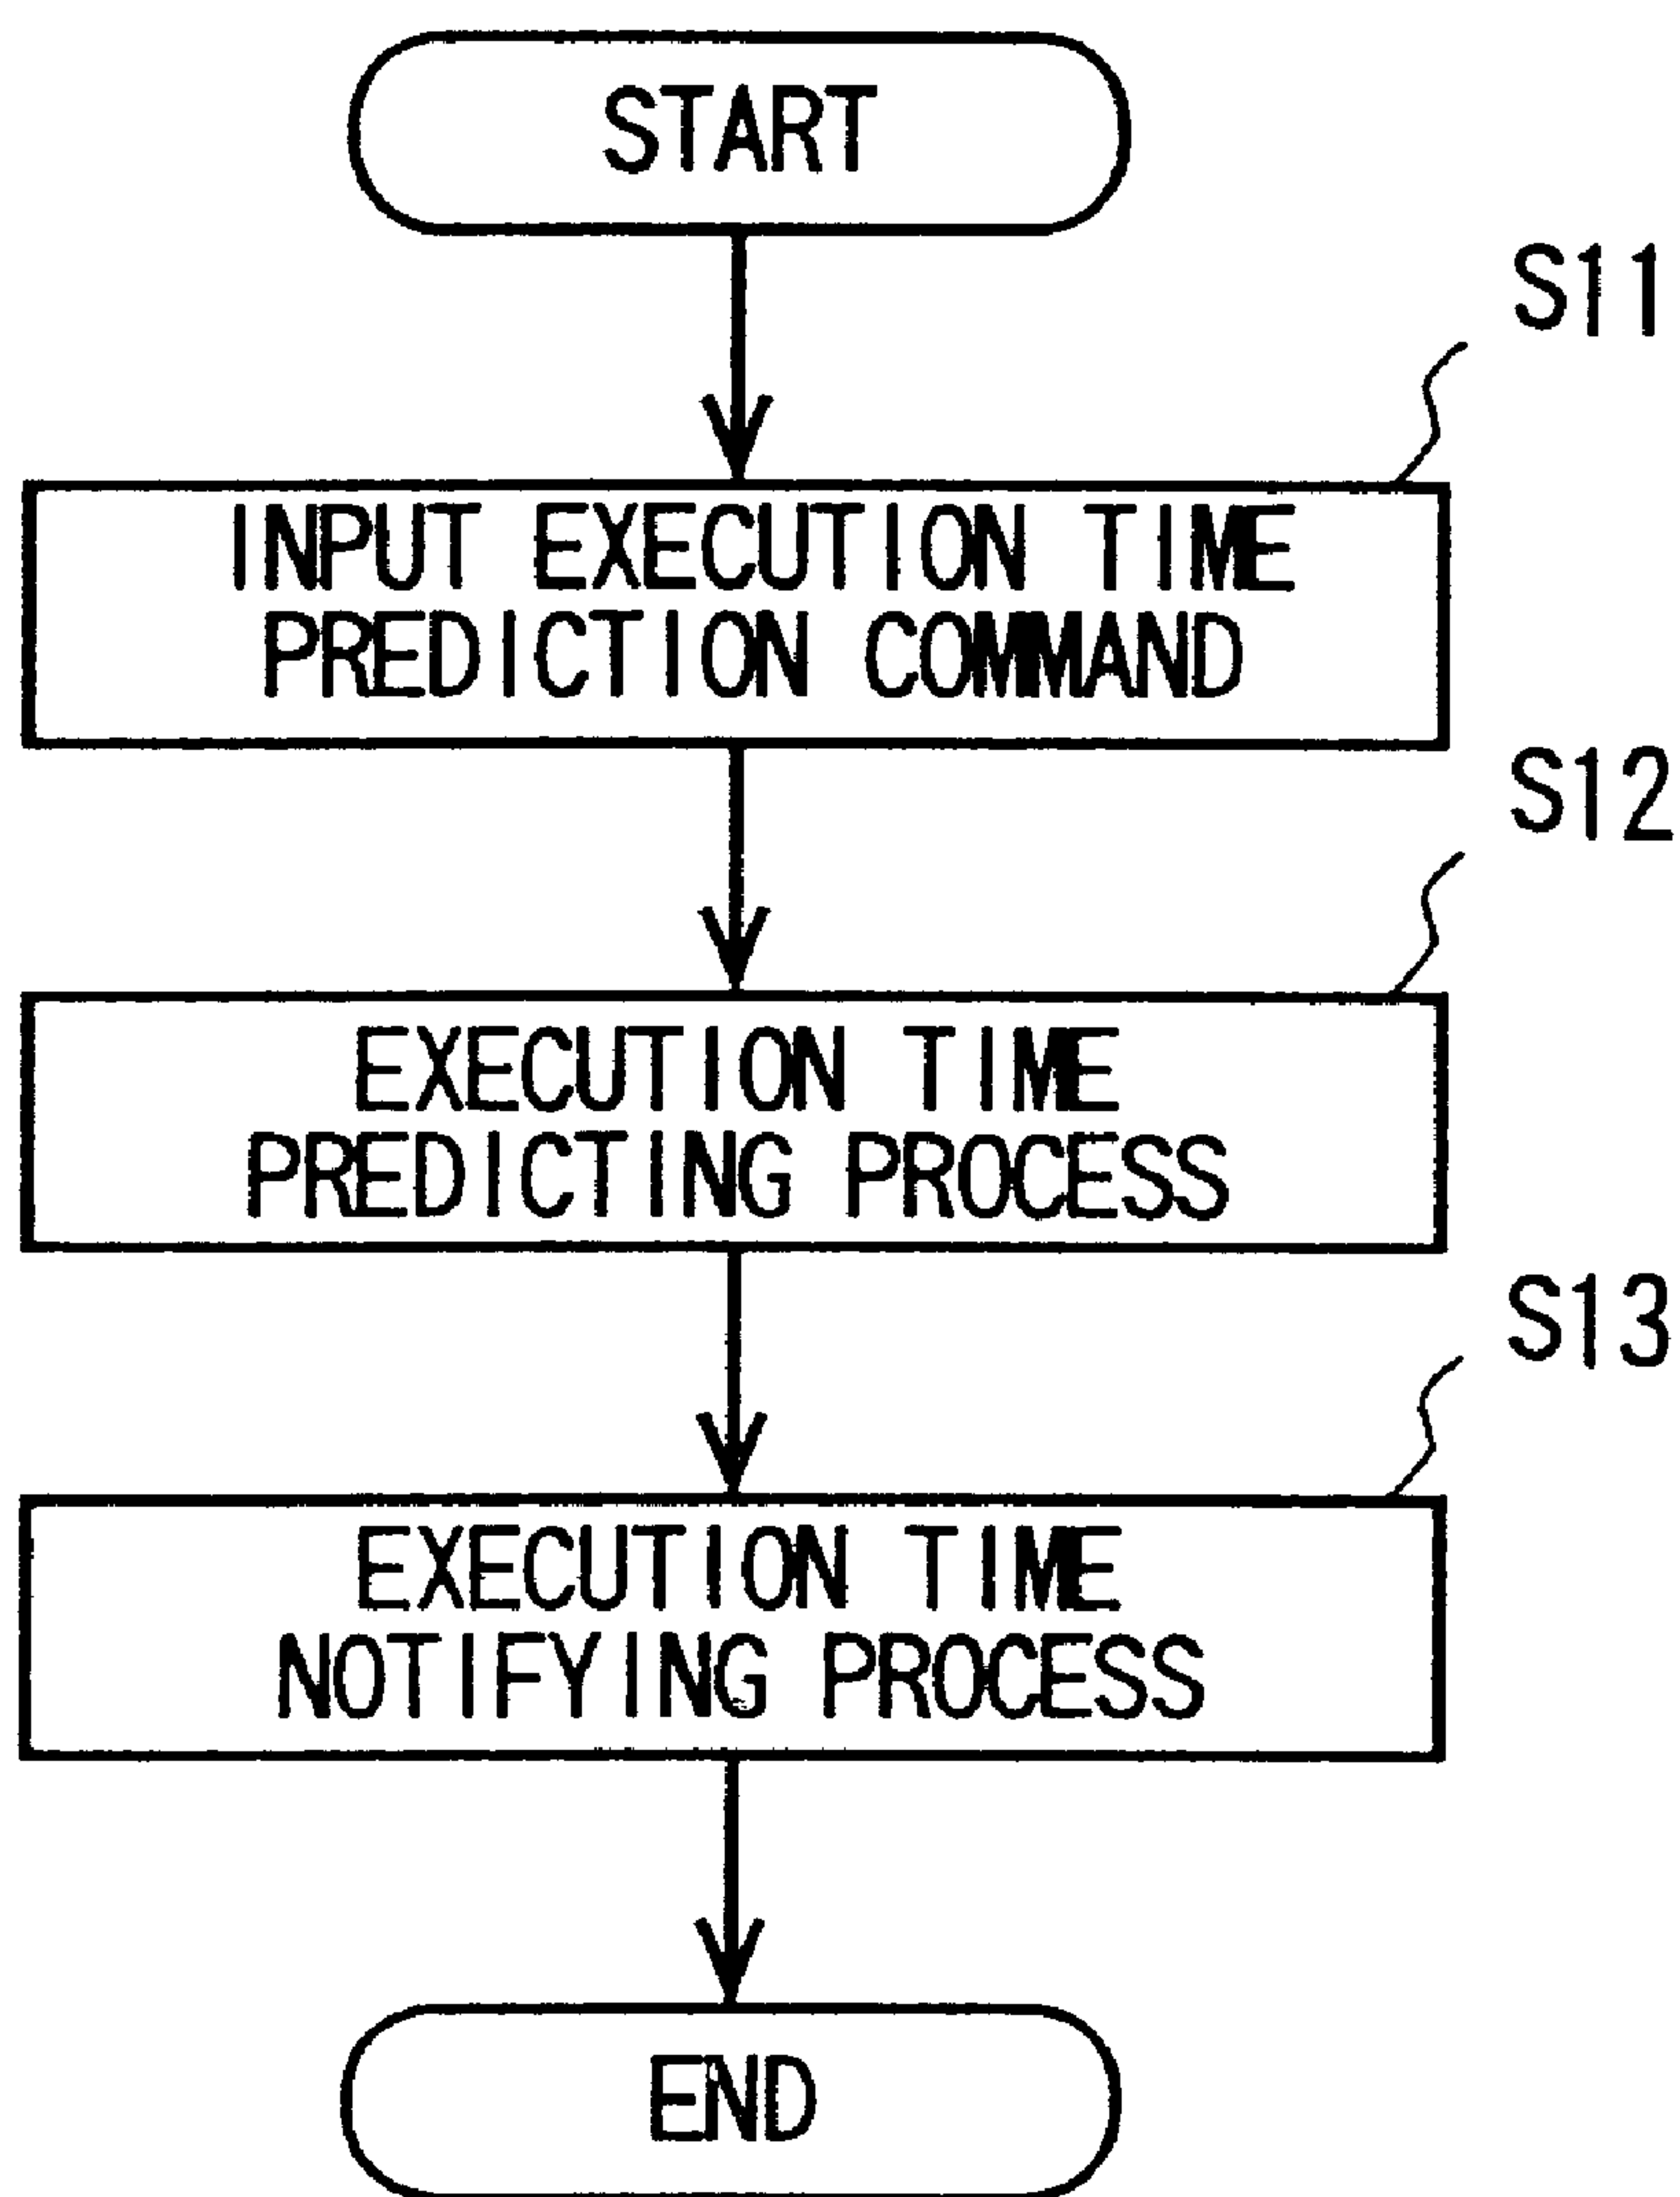 START
S11
INPUT EXECUTION TIME
PREDICTION COMMAND
S12
EXECUTION TIME
PREDICTING PROCESS
S13
EXECUTION TIME
NOTIFYING PROCESS
END